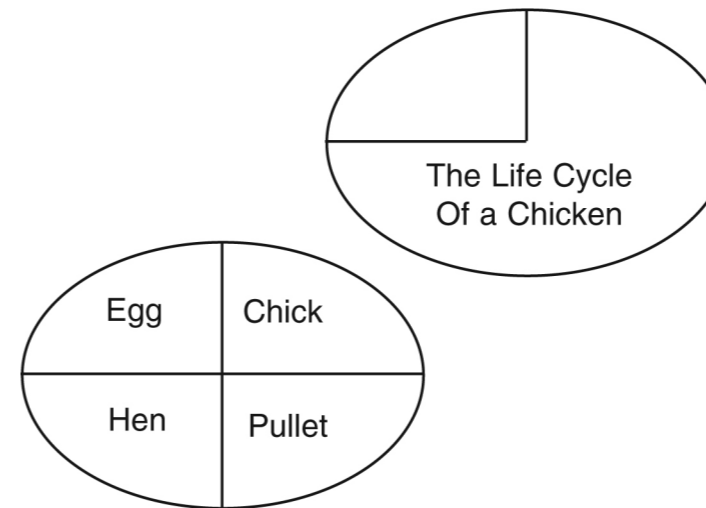 The Life Cycle
Of a Chicken
Egg
Chick
Hen
Pullet